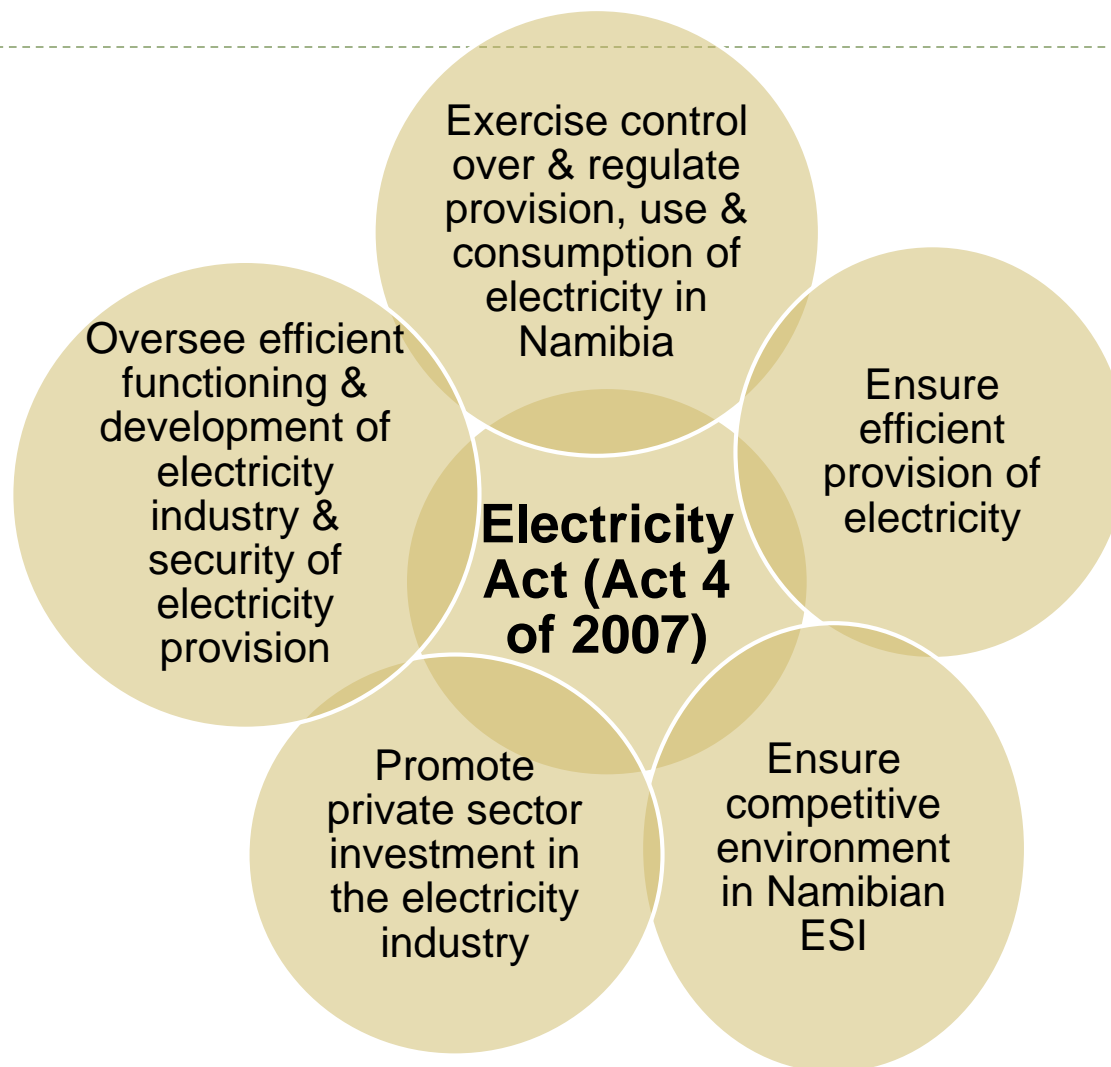 Exercise control
over & regulate
provision, use &
consumption of
electricity in
Namibia
Ensure
efficient
provision of
electricity
Ensure
competitive
environment
in Namibian
ESI
Promote
private sector
investment in
the electricity
industry
Oversee efficient
functioning &
development of
electricity
industry &
security of
electricity
provision
Electricity
Act (Act 4
of 2007)